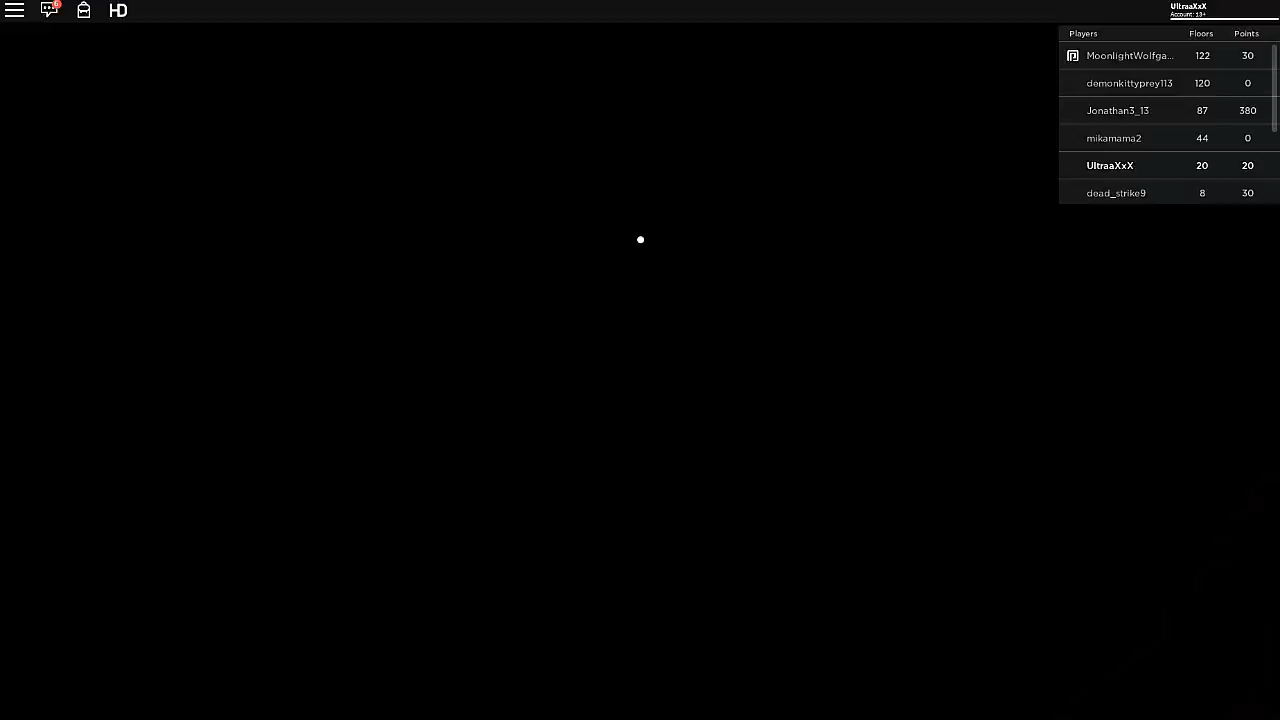 HD
UltraaXxX
Account: 13+
Players Floors Points
MoonlightWolfga... 122 30
demonkittyprey113 120 0
Jonathan3_13 87 380
mikamama2 44 0
UltraaXxX 20 20
dead_strike9 8 30